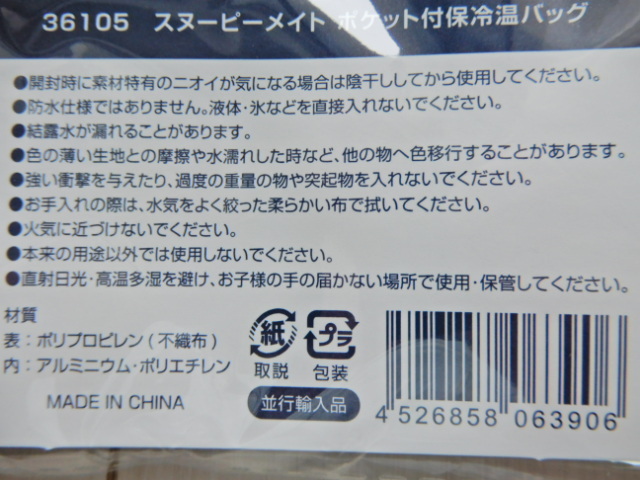 36105 スヌーピーメイト ポケット付保冷温バッグ
●開封時に素材特有のニオイが気になる場合は陰干ししてから使用してください。
●防水仕様ではありません。液体・氷などを直接入れないでください。
●結露水が漏れることがあります。
●色の薄い生地との摩擦や水濡れした時など、他の物へ色移行することがあります。
●強い衝撃を与えたり、過度の重量の物や突起物を入れないでください。
●お手入れの際は、水気をよく絞った柔らかい布で拭いてください。
●火気に近づけないでください。
●本来の用途以外では使用しないでください。
●直射日光・高温多湿を避け、お子様の手の届かない場所で使用・保管してください。
材質
表：ポリプロピレン(不織布)
内：アルミニウム・ポリエチレン
MADE IN CHINA
紙
取説
プラ
包装
並行輸入品
4 526858 063906